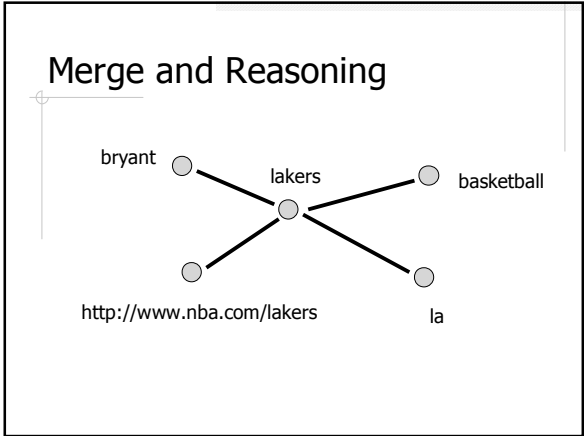 Merge and Reasoning
bryant
lakers
basketball
http://www.nba.com/lakers
la